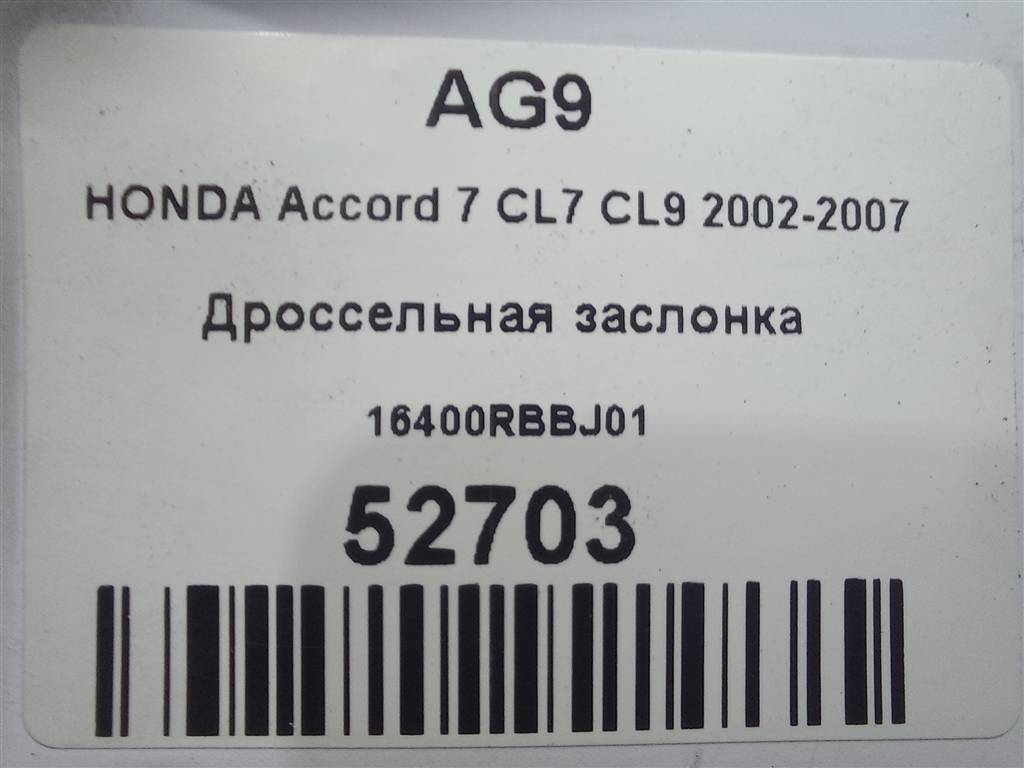 AG9
HONDA Accord 7 CL7 CL9 2002-2007
Дроссельная заслонка
16400RBBJ01
52703